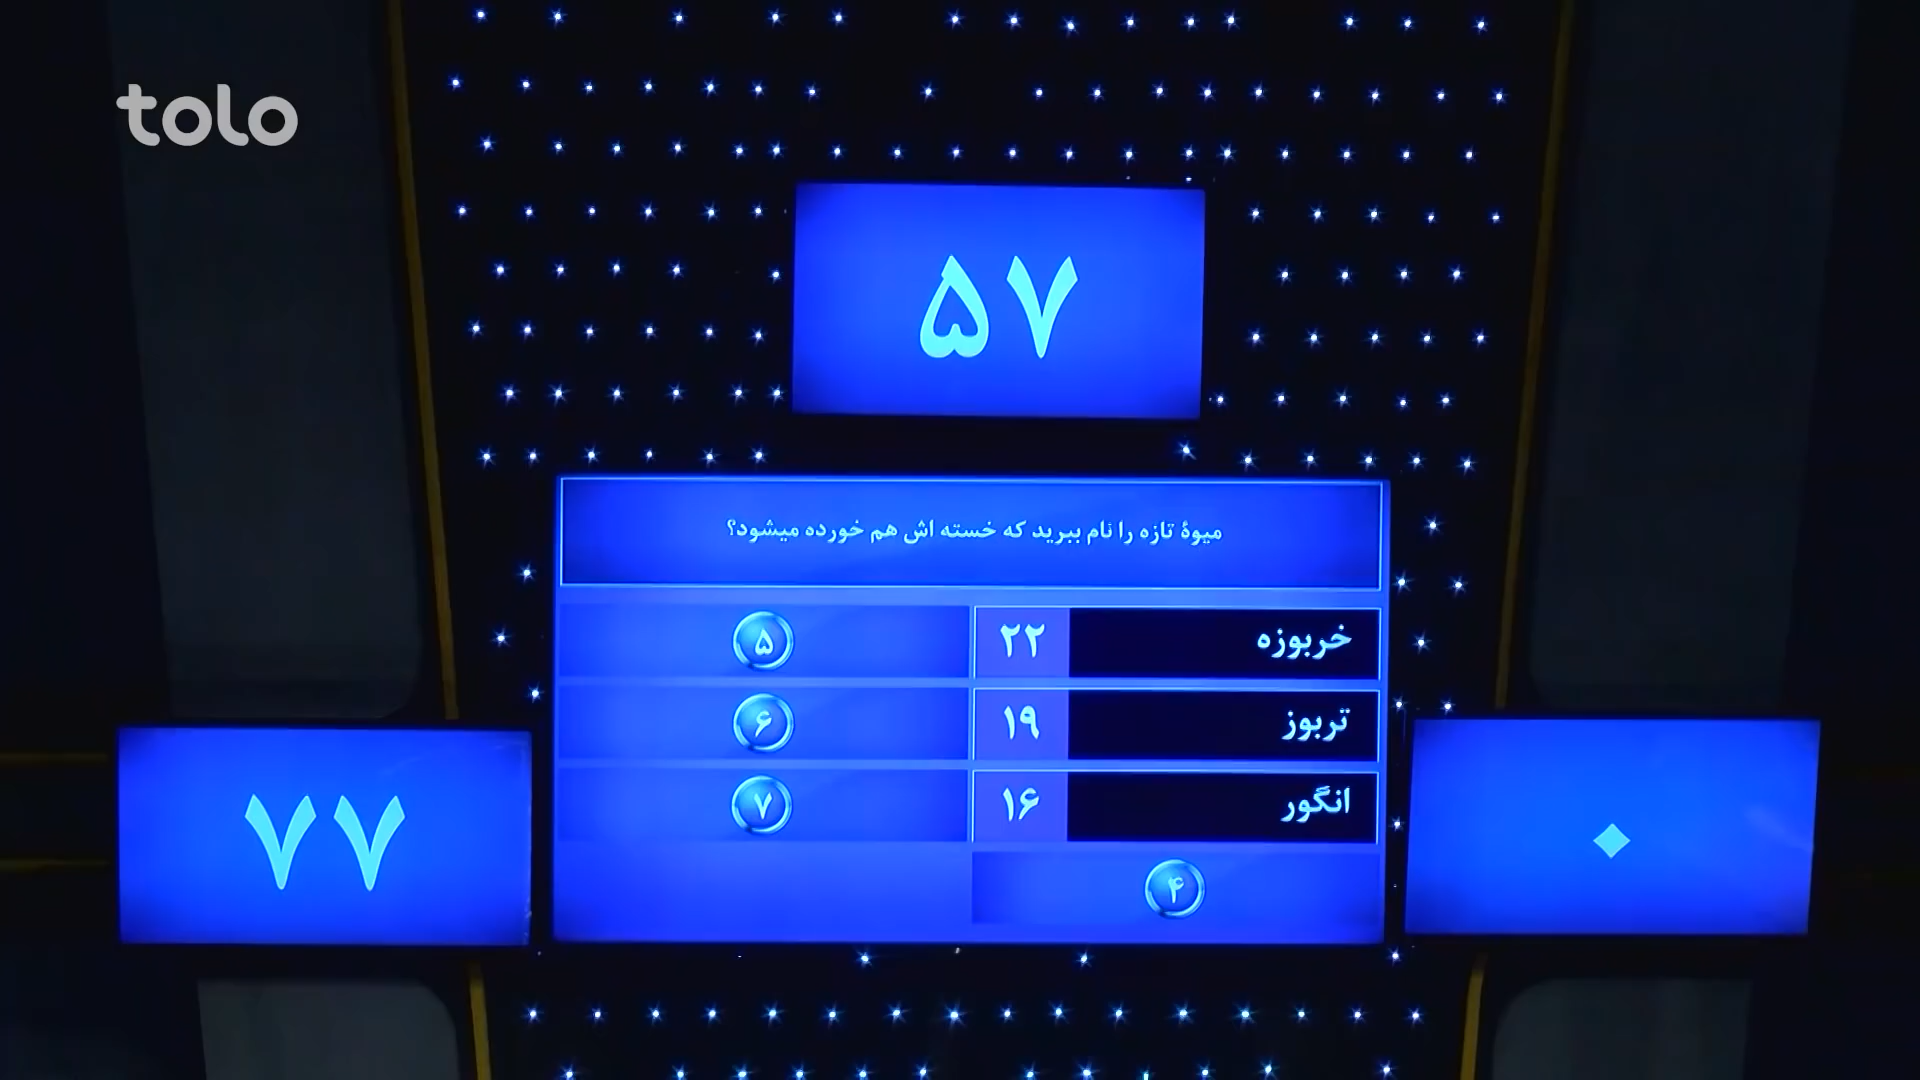 tolo
۵۷
میوهٔ تازه را نام ببرید که خسته اش هم خورده میشود؟
خربوزه ۲۲
۵
تربوز ۱۹
۶
انگور ۱۶
۷
۴
۷۷
۰